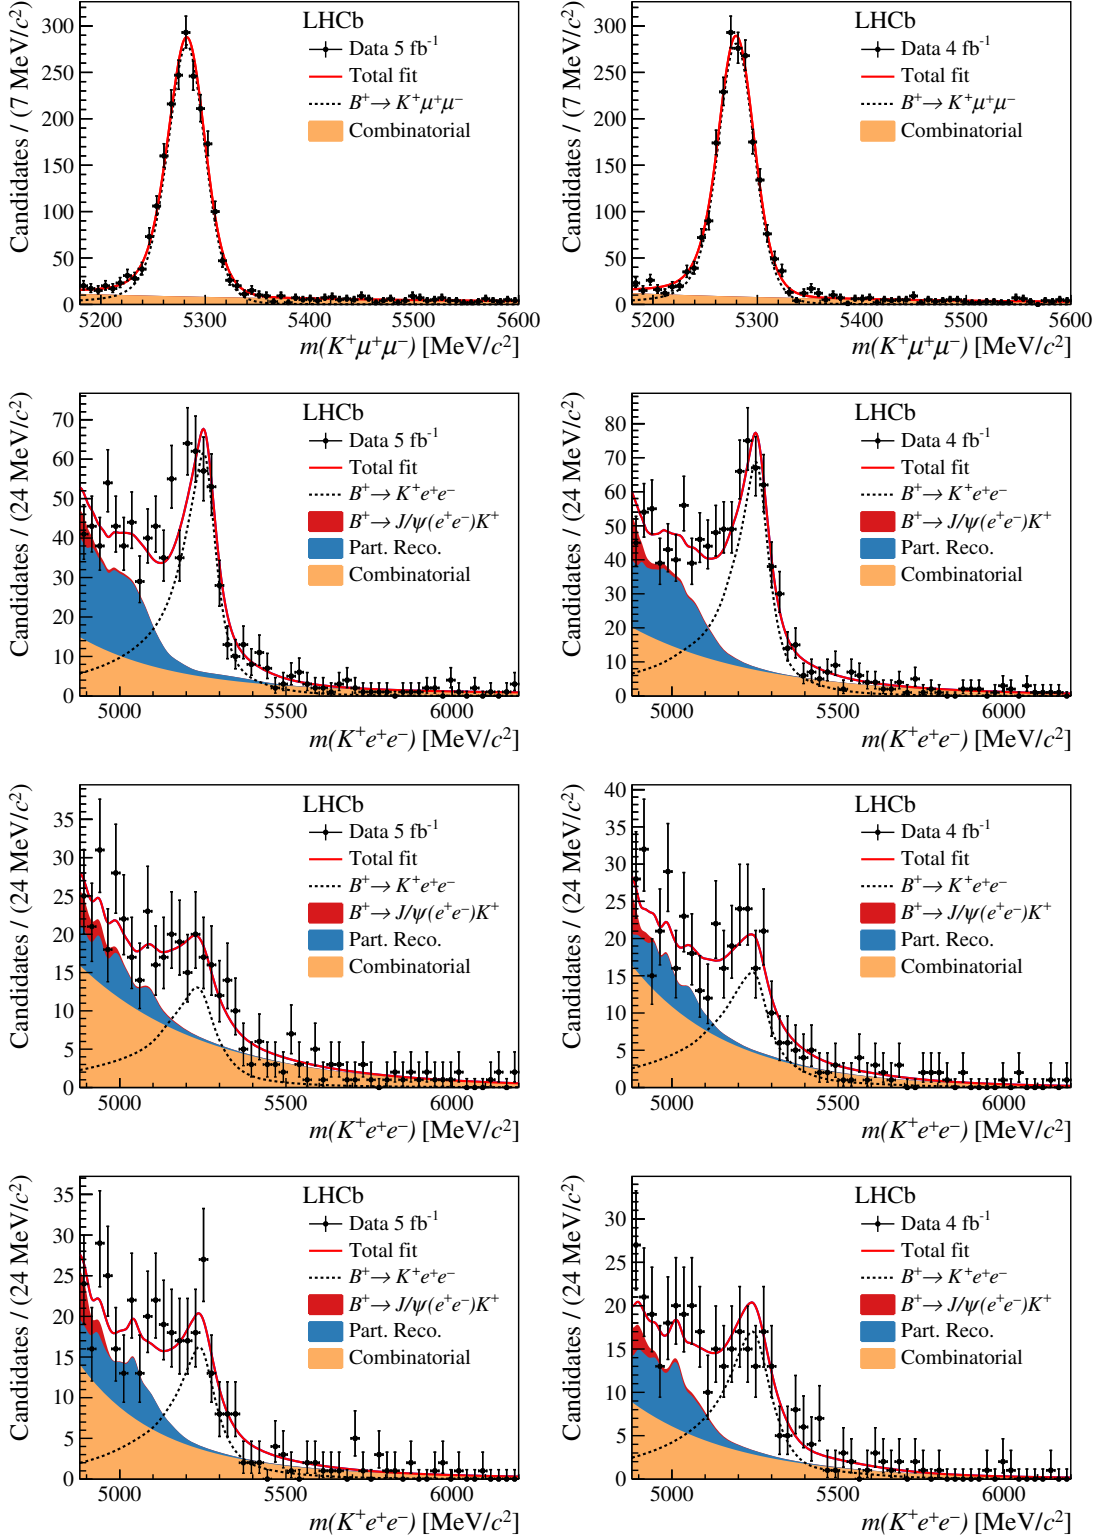 LHCb
Data 5 fb⁻¹
Total fit
B⁺→ K⁺μ⁺μ⁻
Combinatorial
Candidates / (7 MeV/c²)
300
250
200
150
100
50
0
5200 5300 5400 5500 5600
m(K⁺μ⁺μ⁻) [MeV/c²]
LHCb
Data 4 fb⁻¹
Total fit
B⁺→ K⁺μ⁺μ⁻
Combinatorial
Candidates / (7 MeV/c²)
300
250
200
150
100
50
0
5200 5300 5400 5500 5600
m(K⁺μ⁺μ⁻) [MeV/c²]
LHCb
Data 5 fb⁻¹
Total fit
B⁺→ K⁺e⁺e⁻
B⁺→ J/ψ(e⁺e⁻)K⁺
Part. Reco.
Combinatorial
Candidates / (24 MeV/c²)
70
60
50
40
30
20
10
0
5000 5500 6000
m(K⁺e⁺e⁻) [MeV/c²]
LHCb
Data 4 fb⁻¹
Total fit
B⁺→ K⁺e⁺e⁻
B⁺→ J/ψ(e⁺e⁻)K⁺
Part. Reco.
Combinatorial
Candidates / (24 MeV/c²)
80
70
60
50
40
30
20
10
0
5000 5500 6000
m(K⁺e⁺e⁻) [MeV/c²]
LHCb
Data 5 fb⁻¹
Total fit
B⁺→ K⁺e⁺e⁻
B⁺→ J/ψ(e⁺e⁻)K⁺
Part. Reco.
Combinatorial
Candidates / (24 MeV/c²)
35
30
25
20
15
10
5
0
5000 5500 6000
m(K⁺e⁺e⁻) [MeV/c²]
LHCb
Data 4 fb⁻¹
Total fit
B⁺→ K⁺e⁺e⁻
B⁺→ J/ψ(e⁺e⁻)K⁺
Part. Reco.
Combinatorial
Candidates / (24 MeV/c²)
40
35
30
25
20
15
10
5
0
5000 5500 6000
m(K⁺e⁺e⁻) [MeV/c²]
LHCb
Data 5 fb⁻¹
Total fit
B⁺→ K⁺e⁺e⁻
B⁺→ J/ψ(e⁺e⁻)K⁺
Part. Reco.
Combinatorial
Candidates / (24 MeV/c²)
35
30
25
20
15
10
5
0
5000 5500 6000
m(K⁺e⁺e⁻) [MeV/c²]
LHCb
Data 4 fb⁻¹
Total fit
B⁺→ K⁺e⁺e⁻
B⁺→ J/ψ(e⁺e⁻)K⁺
Part. Reco.
Combinatorial
Candidates / (24 MeV/c²)
30
25
20
15
10
5
0
5000 5500 6000
m(K⁺e⁺e⁻) [MeV/c²]